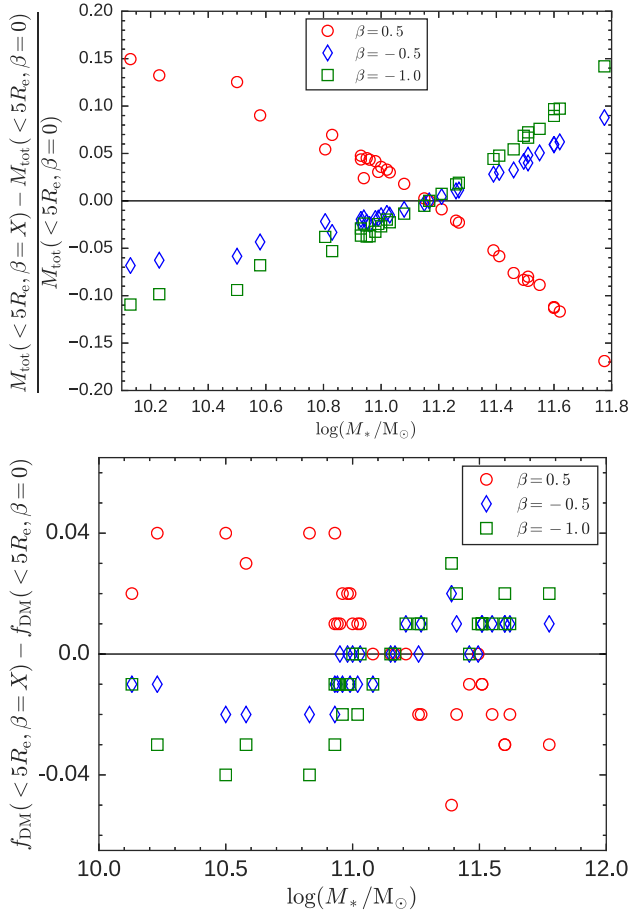 M_tot(< 5R_e, β = X) − M_tot(< 5R_e, β = 0)
M_tot(< 5R_e, β = 0)
0.20
0.15
0.10
0.05
0.00
−0.05
−0.10
−0.15
−0.20
β = 0.5
β = −0.5
β = −1.0
10.2 10.4 10.6 10.8 11.0 11.2 11.4 11.6 11.8
log(M_*/M_⊙)
f_DM(< 5R_e, β = X) − f_DM(< 5R_e, β = 0)
0.04
0.0
-0.04
β = 0.5
β = −0.5
β = −1.0
10.0 10.5 11.0 11.5 12.0
log(M_*/M_⊙)